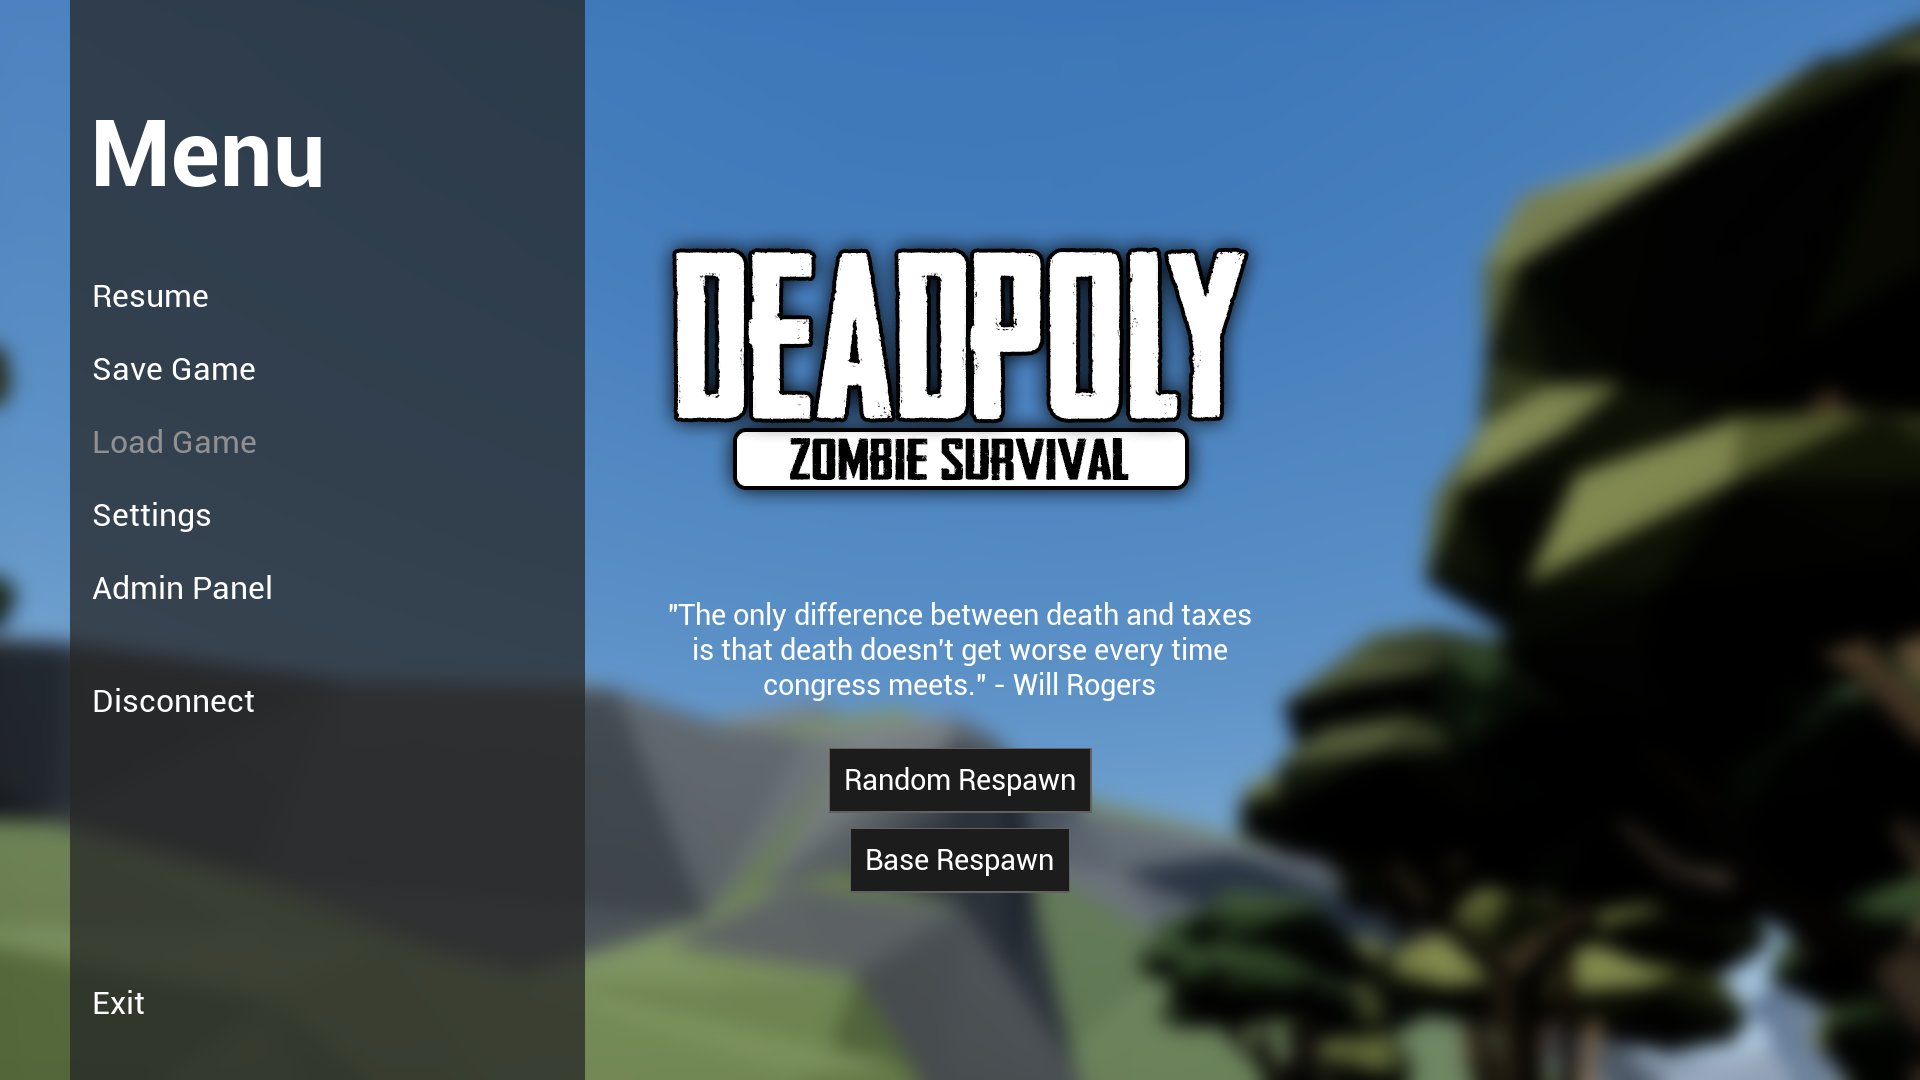 Menu
Resume
Save Game
Load Game
Settings
Admin Panel
Disconnect
Exit
DEADPOLY
ZOMBIE SURVIVAL
"The only difference between death and taxes
is that death doesn't get worse every time
congress meets." - Will Rogers
Random Respawn
Base Respawn